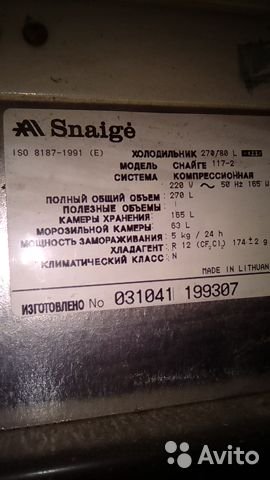 Snaigė
ISO 8187-1991 (E) ХОЛОДИЛЬНИК 270/80 L
МОДЕЛЬ СНАЙГЕ 117-2
СИСТЕМА КОМПРЕССИОННАЯ
220 V ~ 50 Hz 165 W
ПОЛНЫЙ ОБЩИЙ ОБЪЕМ 270 L
ПОЛЕЗНЫЕ ОБЪЕМЫ
КАМЕРЫ ХРАНЕНИЯ: 165 L
МОРОЗИЛЬНОЙ КАМЕРЫ: 63 L
МОЩНОСТЬ ЗАМОРАЖИВАНИЯ: 5 kg / 24 h
ХЛАДАГЕНТ: R 12 (CF₂Cl₂) 174±2 g
КЛИМАТИЧЕСКИЙ КЛАСС: N
MADE IN LITHUAN
ИЗГОТОВЛЕНО No 031041 199307
Avito